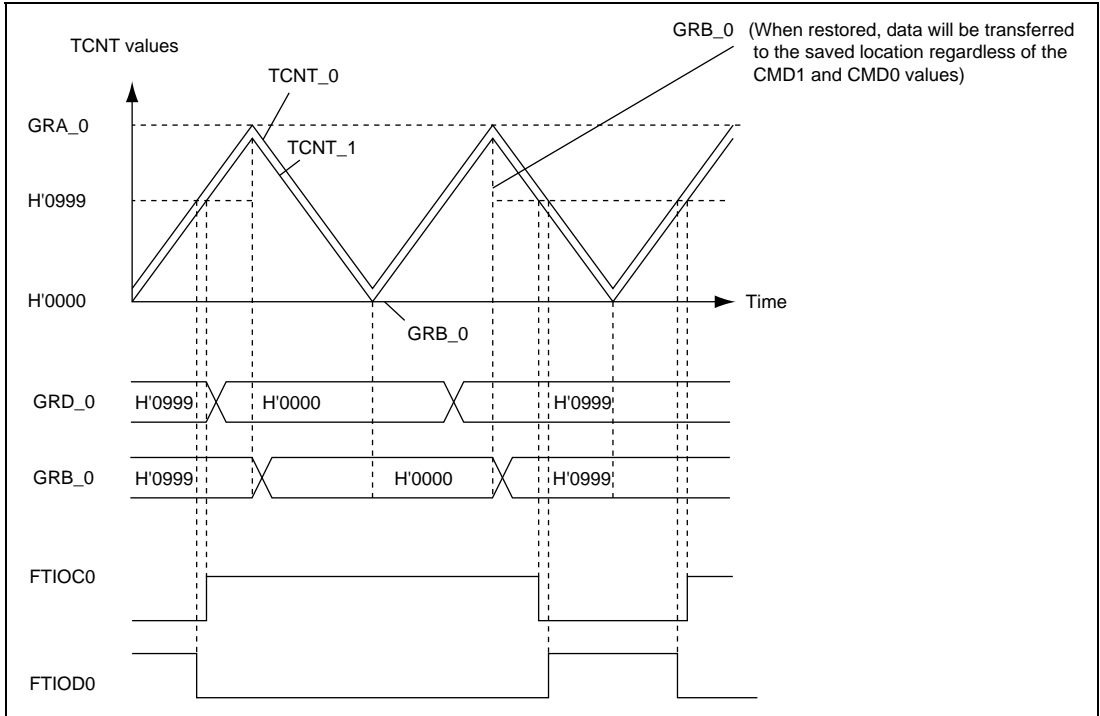 GRB_0 (When restored, data will be transferred
to the saved location regardless of the
CMD1 and CMD0 values)
TCNT values
TCNT_0
GRA_0
TCNT_1
H'0999
H'0000
Time
GRB_0
GRD_0 H'0999 H'0000 H'0999
GRB_0 H'0999 H'0000 H'0999
FTIOC0
FTIOD0